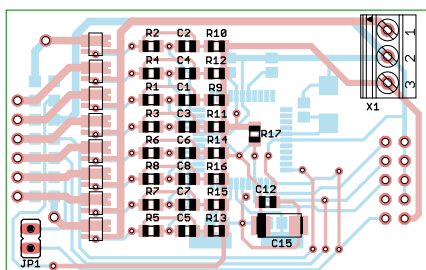 R2 C2 R10
R4 C4 R12
R1 C1 R9
R3 C3 R11
R17
R6 C6 R14
R8 C8 R16
R7 C7 R15
C12
R5 C5 R13
C15
JP1
X1
1
2
3